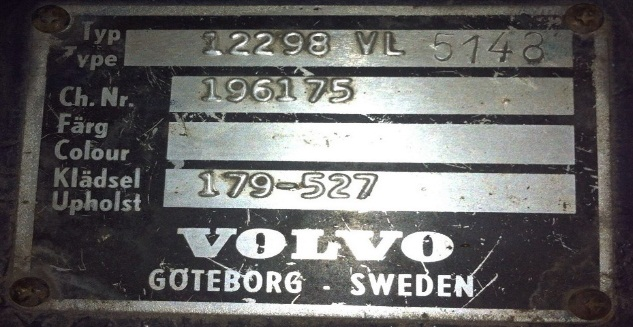 Typ 12298 VL 5148
Type
Ch. Nr. 196175
Färg
Colour
Klädsel 179-527
Upholst
VOLVO
GÖTEBORG - SWEDEN